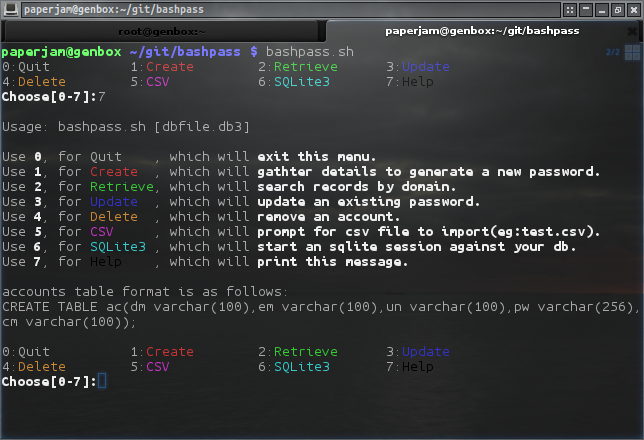 paperjam@genbox:~/git/bashpass
root@genbox:~
paperjam@genbox:~/git/bashpass
paperjam@genbox ~/git/bashpass $ bashpass.sh
2/2
0:Quit 1:Create 2:Retrieve 3:Update
4:Delete 5:CSV 6:SQLite3 7:Help
Choose[0-7]:7
Usage: bashpass.sh [dbfile.db3]
Use 0, for Quit , which will exit this menu.
Use 1, for Create , which will gathter details to generate a new password.
Use 2, for Retrieve, which will search records by domain.
Use 3, for Update , which will update an existing password.
Use 4, for Delete , which will remove an account.
Use 5, for CSV , which will prompt for csv file to import(eg:test.csv).
Use 6, for SQLite3 , which will start an sqlite session against your db.
Use 7, for Help , which will print this message.
accounts table format is as follows:
CREATE TABLE ac(dm varchar(100),em varchar(100),un varchar(100),pw varchar(256),
cm varchar(100));
0:Quit 1:Create 2:Retrieve 3:Update
4:Delete 5:CSV 6:SQLite3 7:Help
Choose[0-7]: